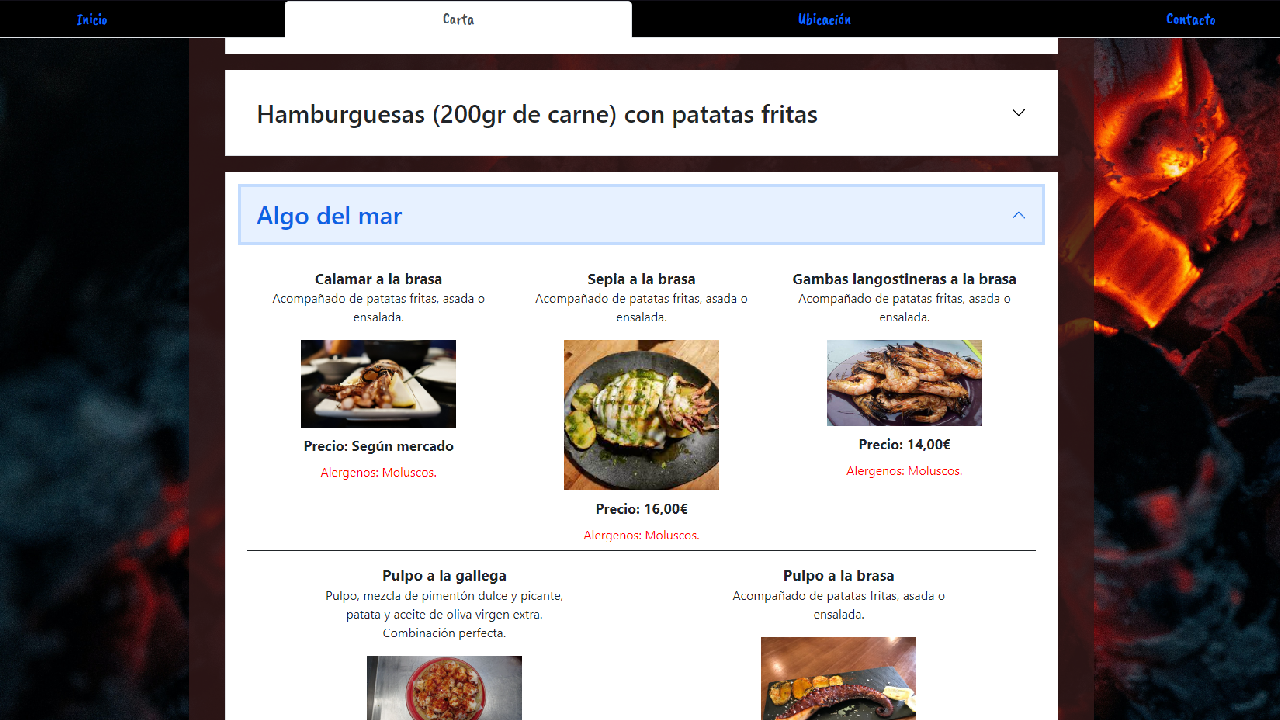 Inicio
Carta
Ubicación
Contacto
Hamburguesas (200gr de carne) con patatas fritas
Algo del mar
Calamar a la brasa
Acompañado de patatas fritas, asada o
ensalada.
Precio: Según mercado
Alergenos: Moluscos.
Sepia a la brasa
Acompañado de patatas fritas, asada o
ensalada.
Precio: 16,00€
Alergenos: Moluscos.
Gambas langostineras a la brasa
Acompañado de patatas fritas, asada o
ensalada.
Precio: 14,00€
Alergenos: Moluscos.
Pulpo a la gallega
Pulpo, mezcla de pimentón dulce y picante,
patata y aceite de oliva virgen extra.
Combinación perfecta.
Pulpo a la brasa
Acompañado de patatas fritas, asada o
ensalada.